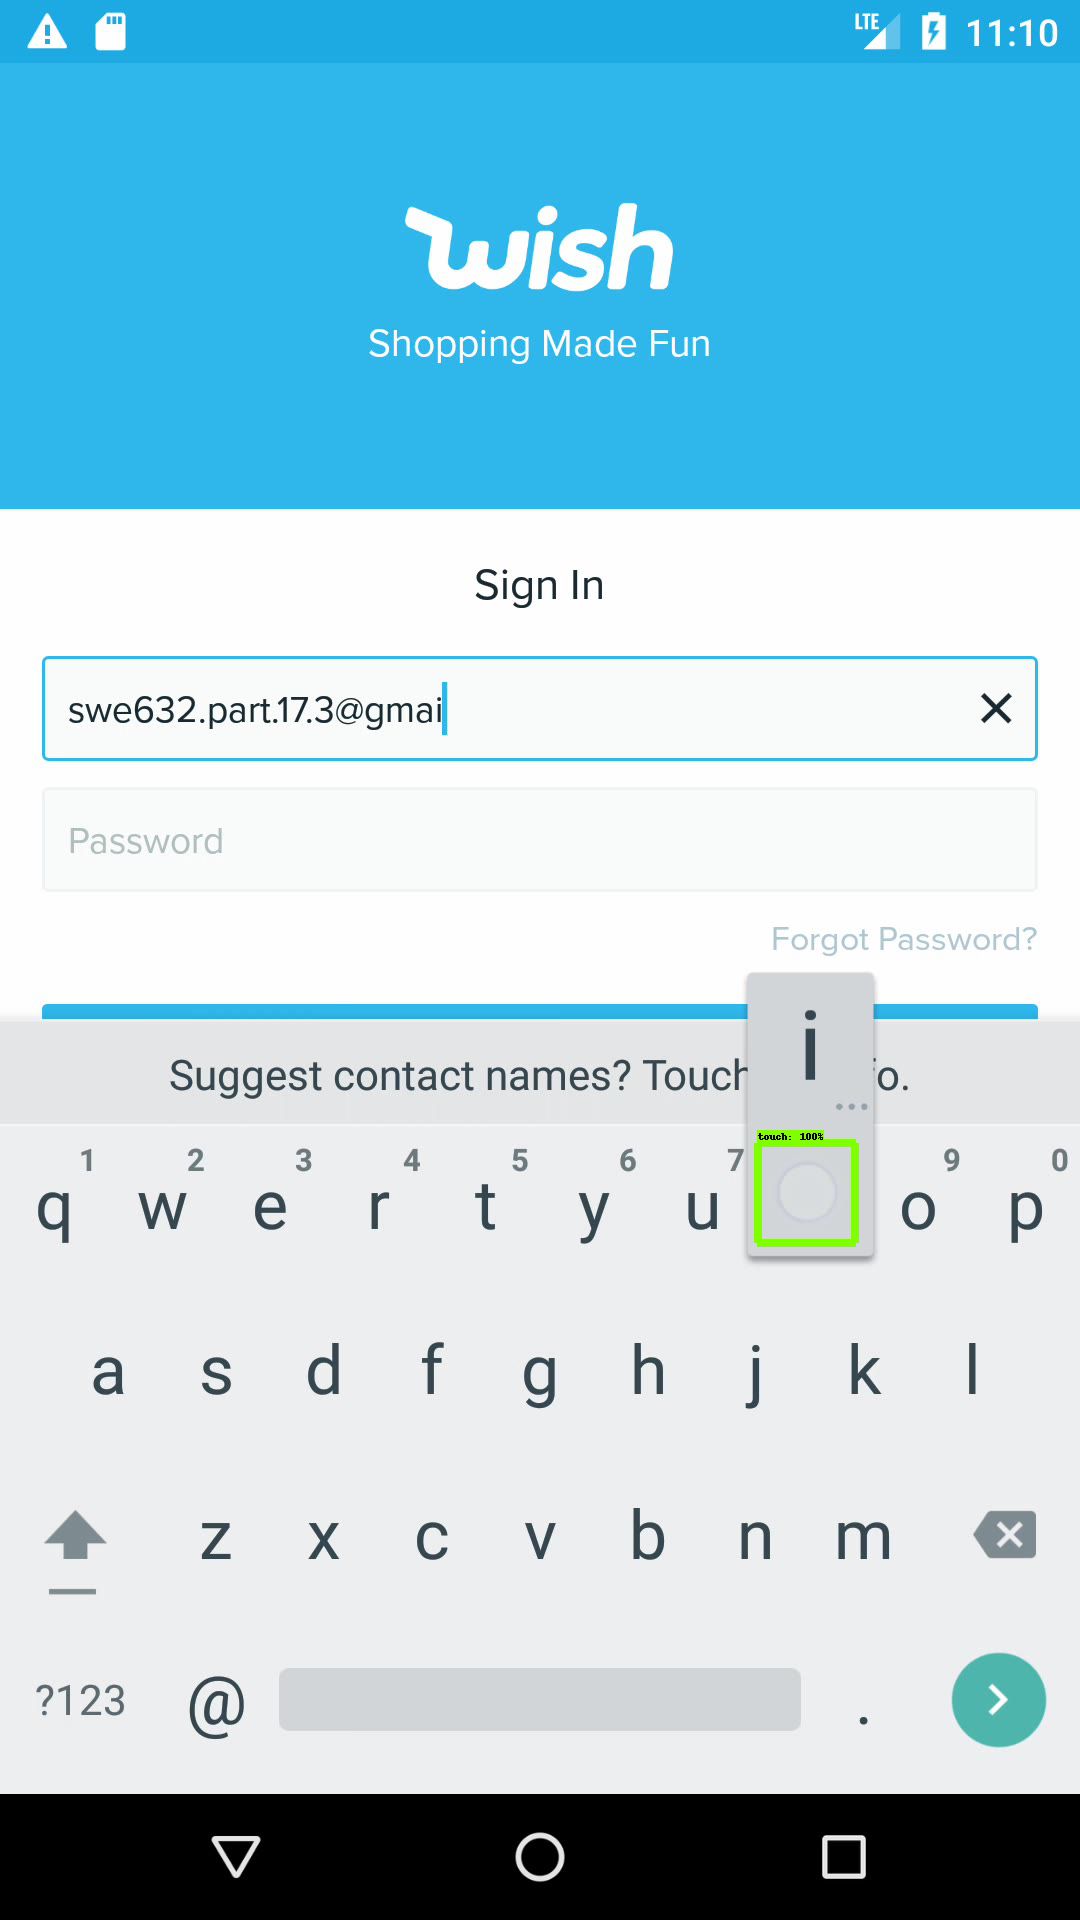 LTE 11:10
wish
Shopping Made Fun
Sign In
swe632.part.17.3@gmai
Password
Forgot Password?
i
Suggest contact names? Touch fo.
touch: 100%
1 2 3 4 5 6 7 9 0
q w e r t y u o p
a s d f g h j k l
z x c v b n m
?123 @ .